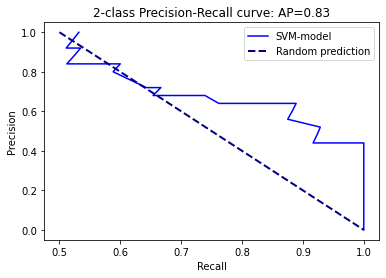 2-class Precision-Recall curve: AP=0.83
SVM-model
Random prediction
Precision
1.0
0.8
0.6
0.4
0.2
0.0
0.5
0.6
0.7
0.8
0.9
1.0
Recall